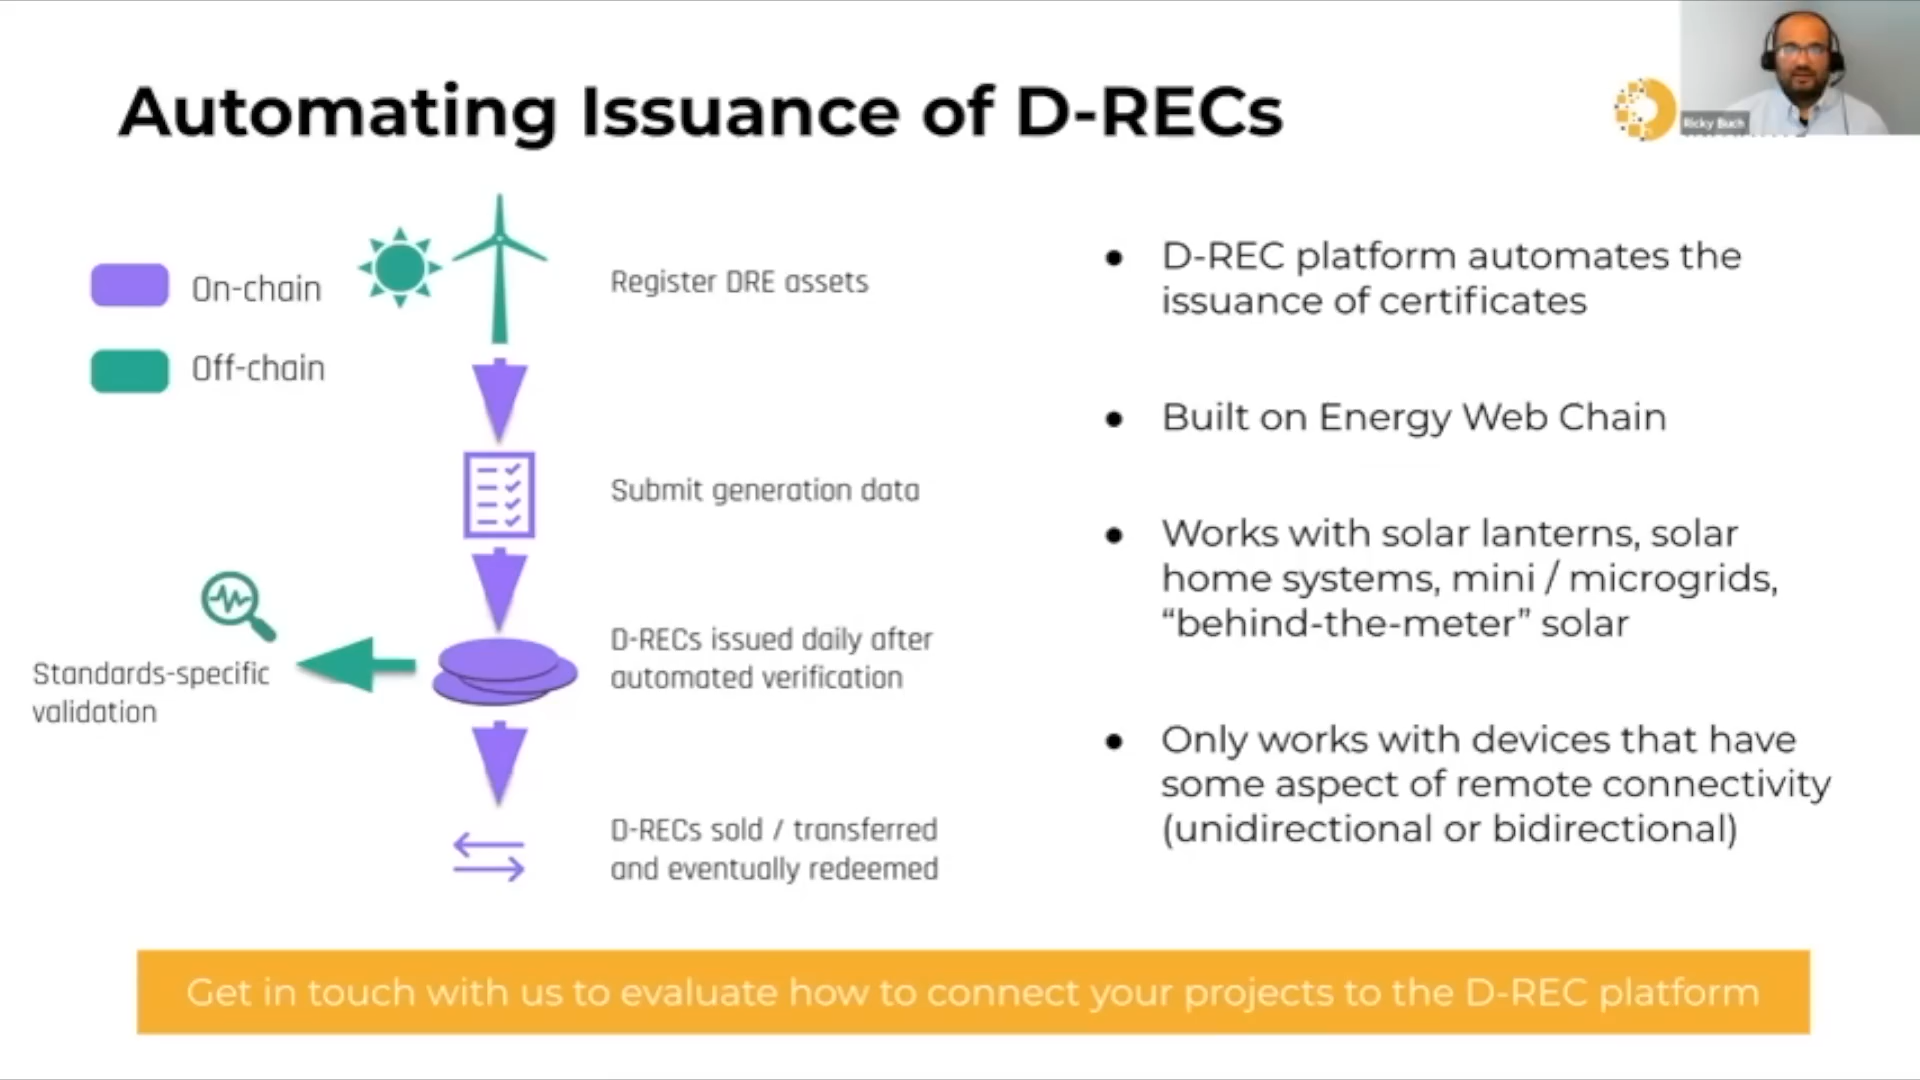 Automating Issuance of D-RECs
Ricky Buch
On-chain
Off-chain
Register DRE assets
Submit generation data
D-RECs issued daily after
automated verification
Standards-specific
validation
D-RECs sold / transferred
and eventually redeemed
D-REC platform automates the
issuance of certificates
Built on Energy Web Chain
Works with solar lanterns, solar
home systems, mini / microgrids,
“behind-the-meter” solar
Only works with devices that have
some aspect of remote connectivity
(unidirectional or bidirectional)
Get in touch with us to evaluate how to connect your projects to the D-REC platform